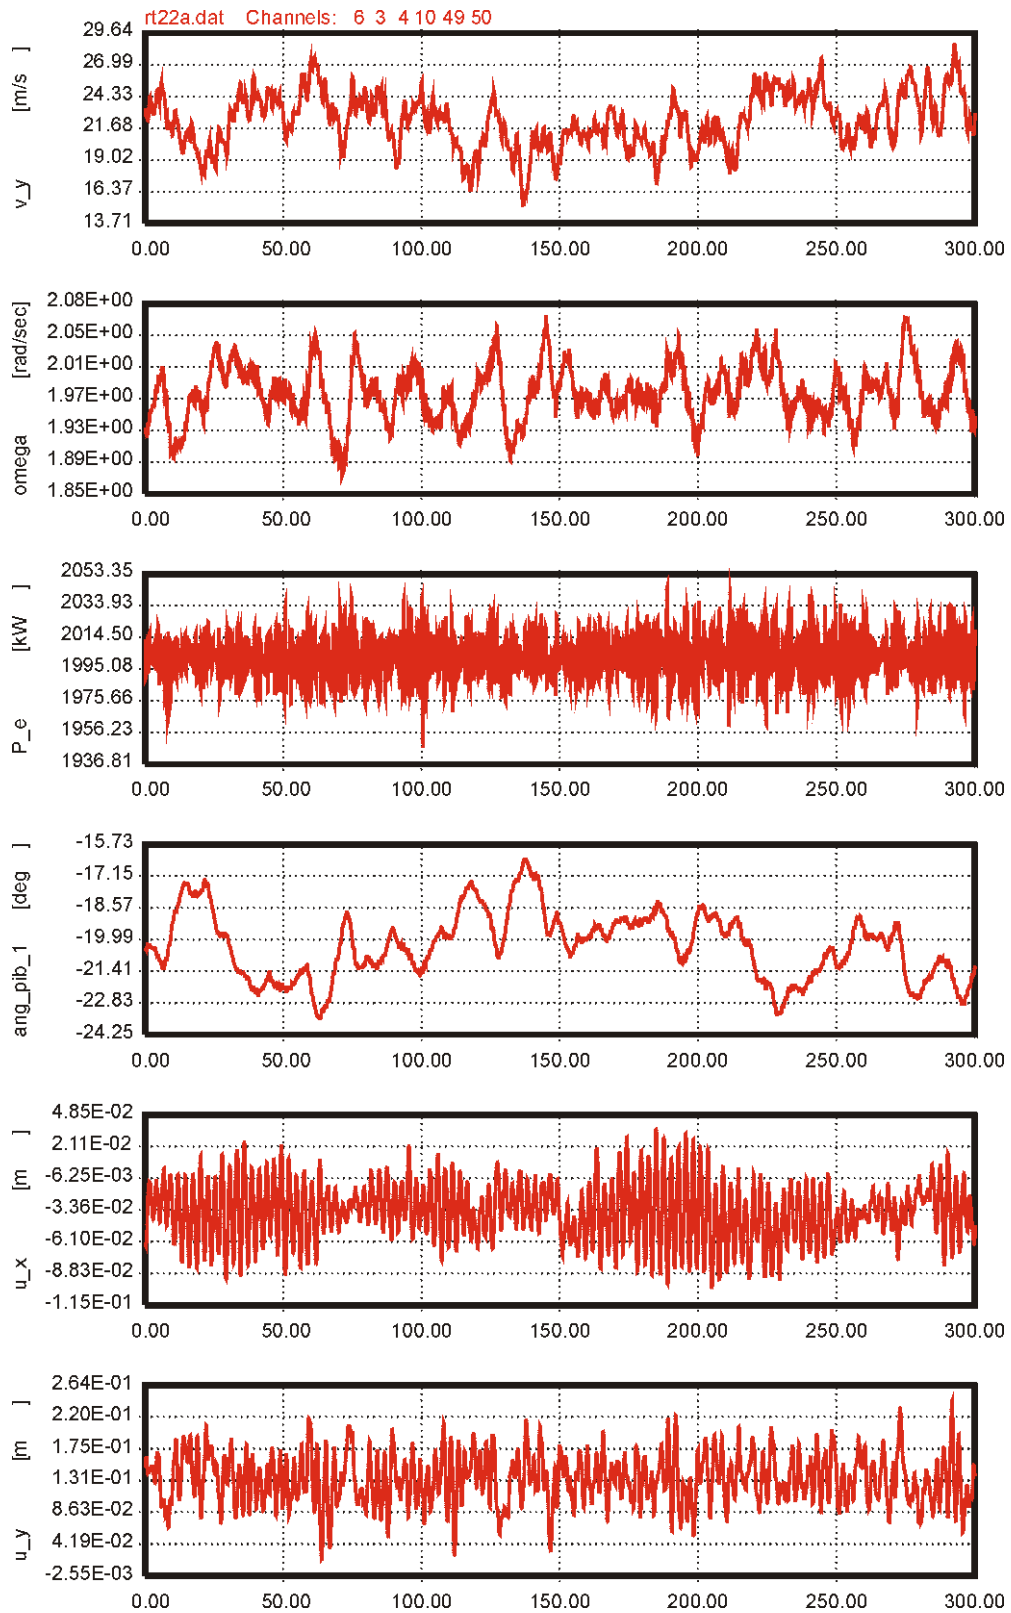 rt22a.dat Channels: 6 3 4 10 49 50
v_y [m/s ]
29.64
26.99
24.33
21.68
19.02
16.37
13.71
0.00 50.00 100.00 150.00 200.00 250.00 300.00
omega [rad/sec]
2.08E+00
2.05E+00
2.01E+00
1.97E+00
1.93E+00
1.89E+00
1.85E+00
0.00 50.00 100.00 150.00 200.00 250.00 300.00
P_e [kW ]
2053.35
2033.93
2014.50
1995.08
1975.66
1956.23
1936.81
0.00 50.00 100.00 150.00 200.00 250.00 300.00
ang_pib_1 [deg ]
-15.73
-17.15
-18.57
-19.99
-21.41
-22.83
-24.25
0.00 50.00 100.00 150.00 200.00 250.00 300.00
u_x [m ]
4.85E-02
2.11E-02
-6.25E-03
-3.36E-02
-6.10E-02
-8.83E-02
-1.15E-01
0.00 50.00 100.00 150.00 200.00 250.00 300.00
u_y [m ]
2.64E-01
2.20E-01
1.75E-01
1.31E-01
8.63E-02
4.19E-02
-2.55E-03
0.00 50.00 100.00 150.00 200.00 250.00 300.00